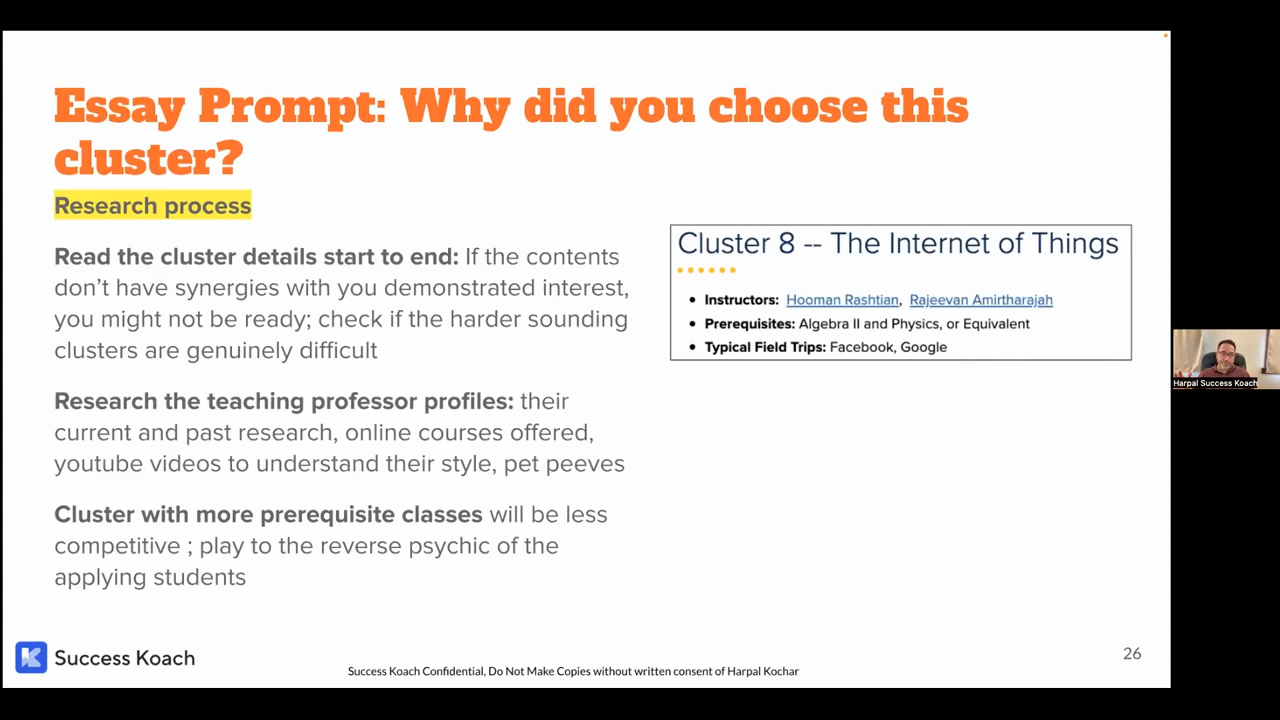 Essay Prompt: Why did you choose this
cluster?
Research process
Read the cluster details start to end: If the contents
don't have synergies with you demonstrated interest,
you might not be ready; check if the harder sounding
clusters are genuinely difficult
Research the teaching professor profiles: their
current and past research, online courses offered,
youtube videos to understand their style, pet peeves
Cluster with more prerequisite classes will be less
competitive ; play to the reverse psychic of the
applying students
Cluster 8 -- The Internet of Things
• Instructors: Hooman Rashtian, Rajeevan Amirtharajah
• Prerequisites: Algebra II and Physics, or Equivalent
• Typical Field Trips: Facebook, Google
Harpal Success Koach
Success Koach
Success Koach Confidential, Do Not Make Copies without written consent of Harpal Kochar
26